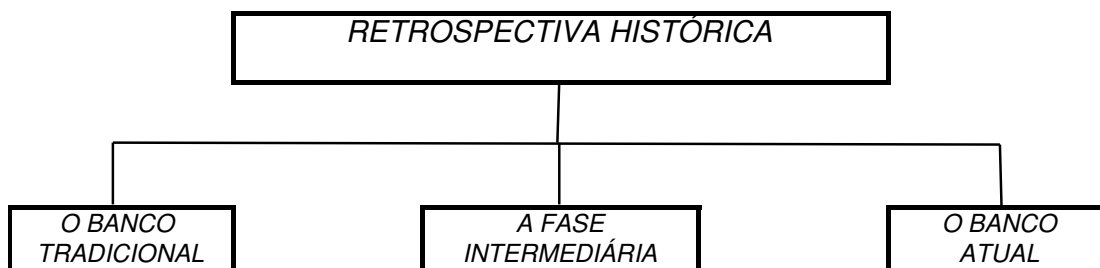 RETROSPECTIVA HISTÓRICA
O BANCO
TRADICIONAL
A FASE
INTERMEDIÁRIA
O BANCO
ATUAL